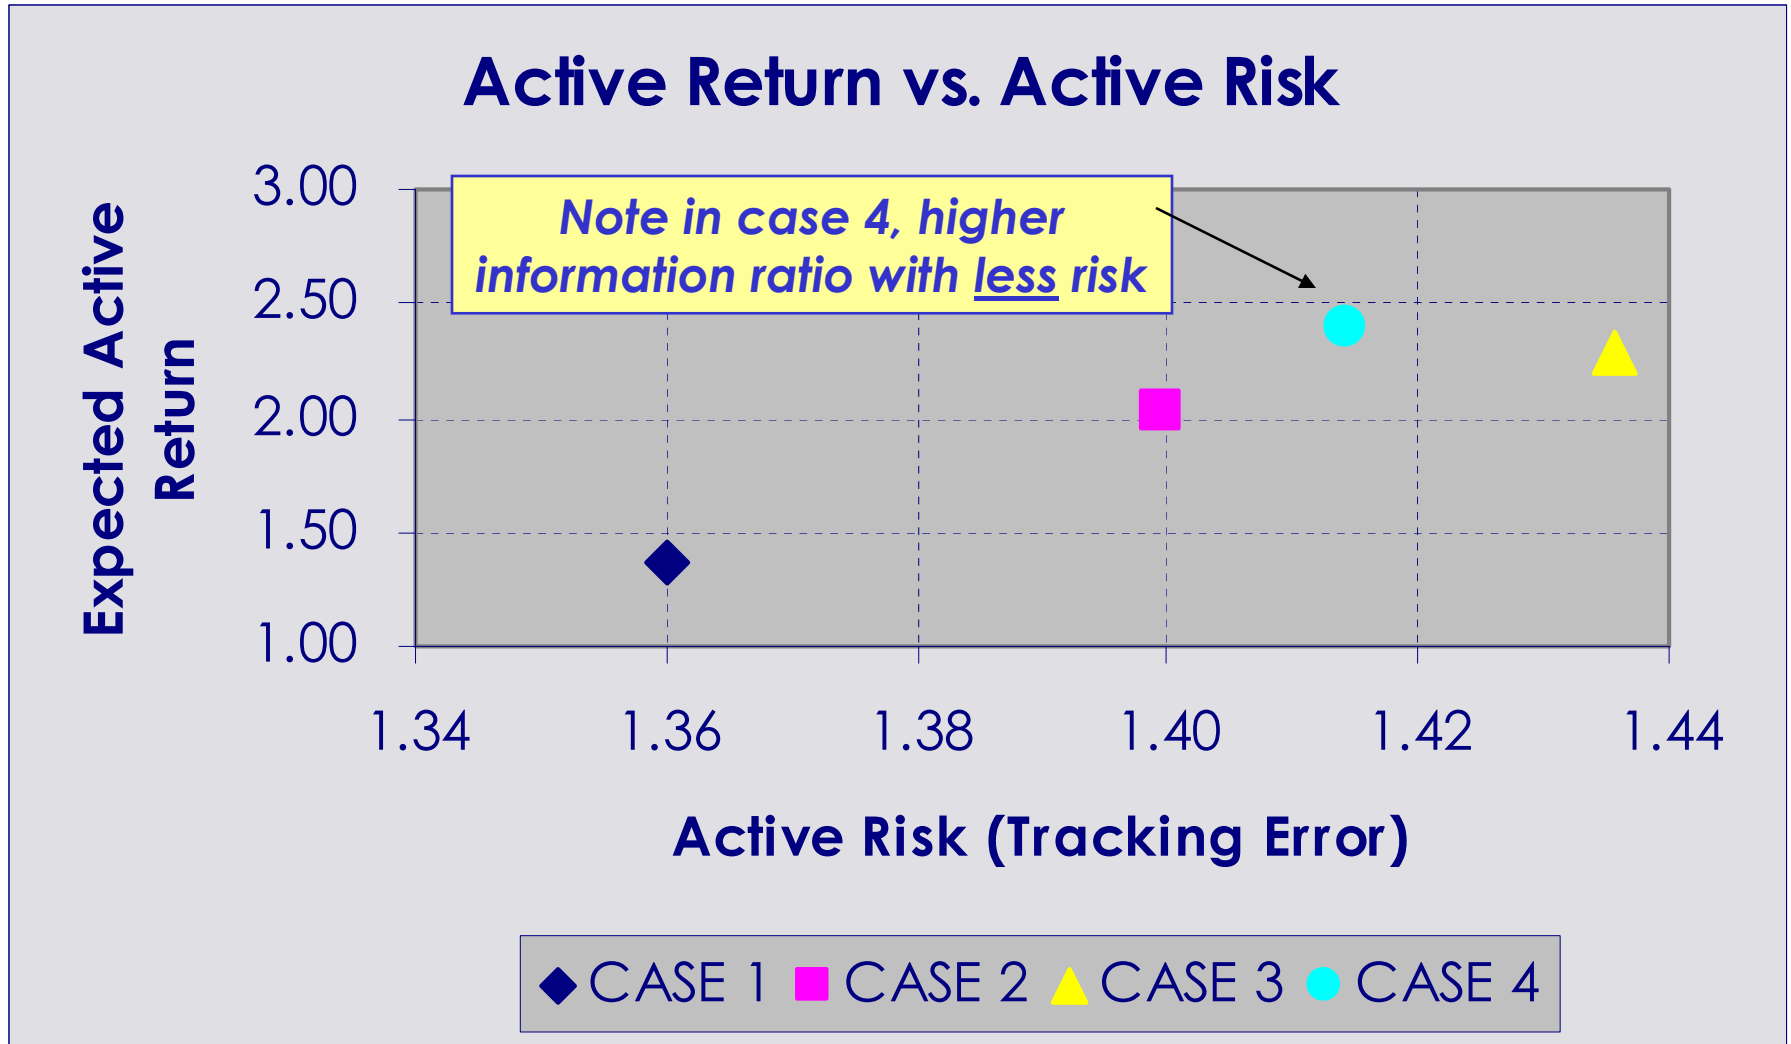 Active Return vs. Active Risk
Note in case 4, higher
information ratio with less risk
Expected Active
Return
3.00
2.50
2.00
1.50
1.00
1.34 1.36 1.38 1.40 1.42 1.44
Active Risk (Tracking Error)
CASE 1 CASE 2 CASE 3 CASE 4